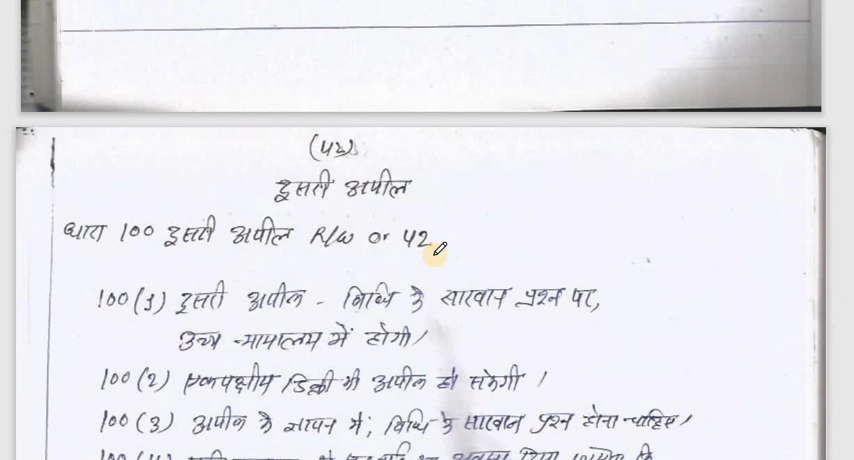 (42)
दूसरी अपील
धारा 100 दूसरी अपील R/W or 42
100(1) दूसरी अपील - विधि के सारवान प्रश्न पर,
उच्च न्यायालय में होगी।
100(2) एकपक्षीय डिक्री की अपील हो सकेगी।
100(3) अपील के ज्ञापन में, विधि के सारवान प्रश्न होना चाहिए।